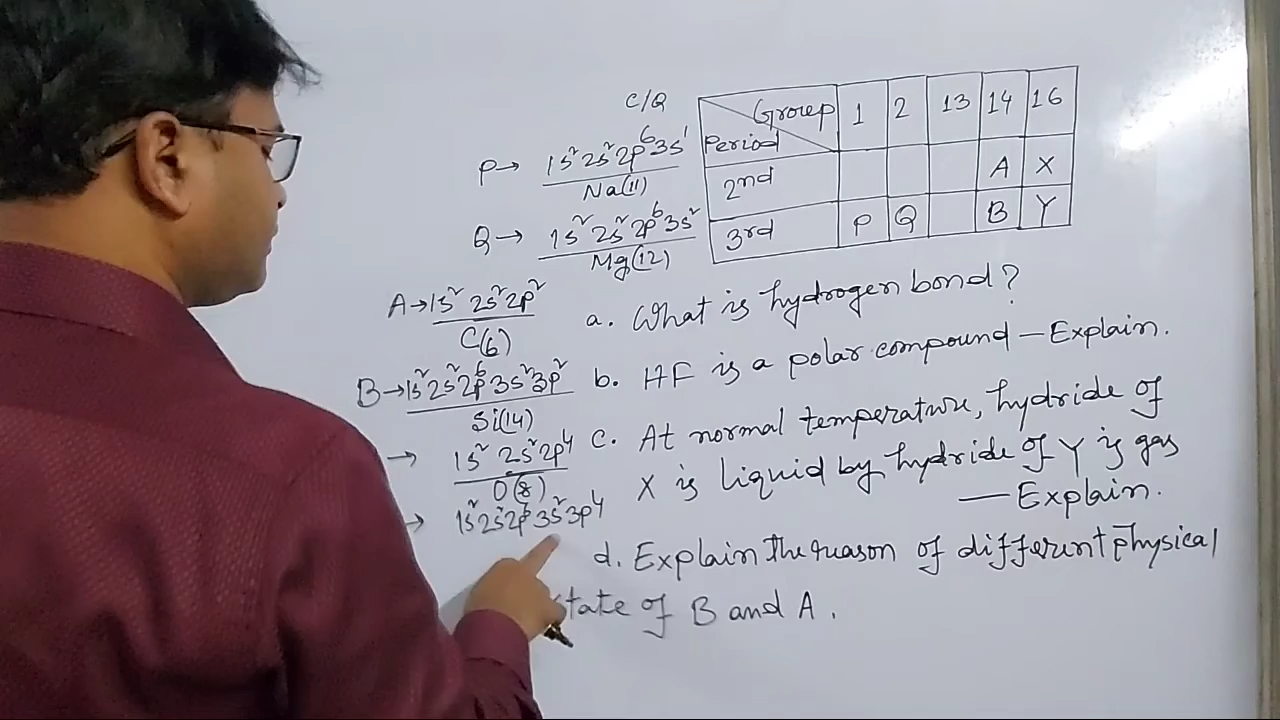 C/Q
Group 1 2 13 14 16
Period
2nd A X
3rd P Q B Y
P→ 1s² 2s² 2p⁶ 3s¹
Na(11)
Q→ 1s² 2s² 2p⁶ 3s²
Mg(12)
A→ 1s² 2s² 2p²
C(6)
B→ 1s² 2s² 2p⁶ 3s² 3p²
Si(14)
→ 1s² 2s² 2p⁴
O(8)
→ 1s² 2s² 2p⁶ 3s² 3p⁴
a. What is hydrogen bond?
b. HF is a polar compound – Explain.
c. At normal temperature, hydride of
X is liquid by hydride of Y is gas
— Explain.
d. Explain the reason of different physical
state of B and A.